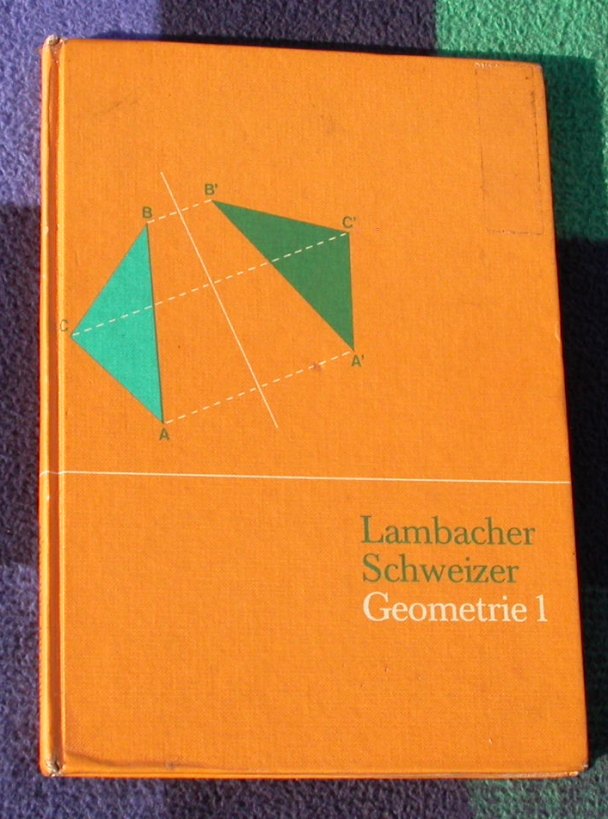 B'
B
C'
C
A'
A
Lambacher
Schweizer
Geometrie 1